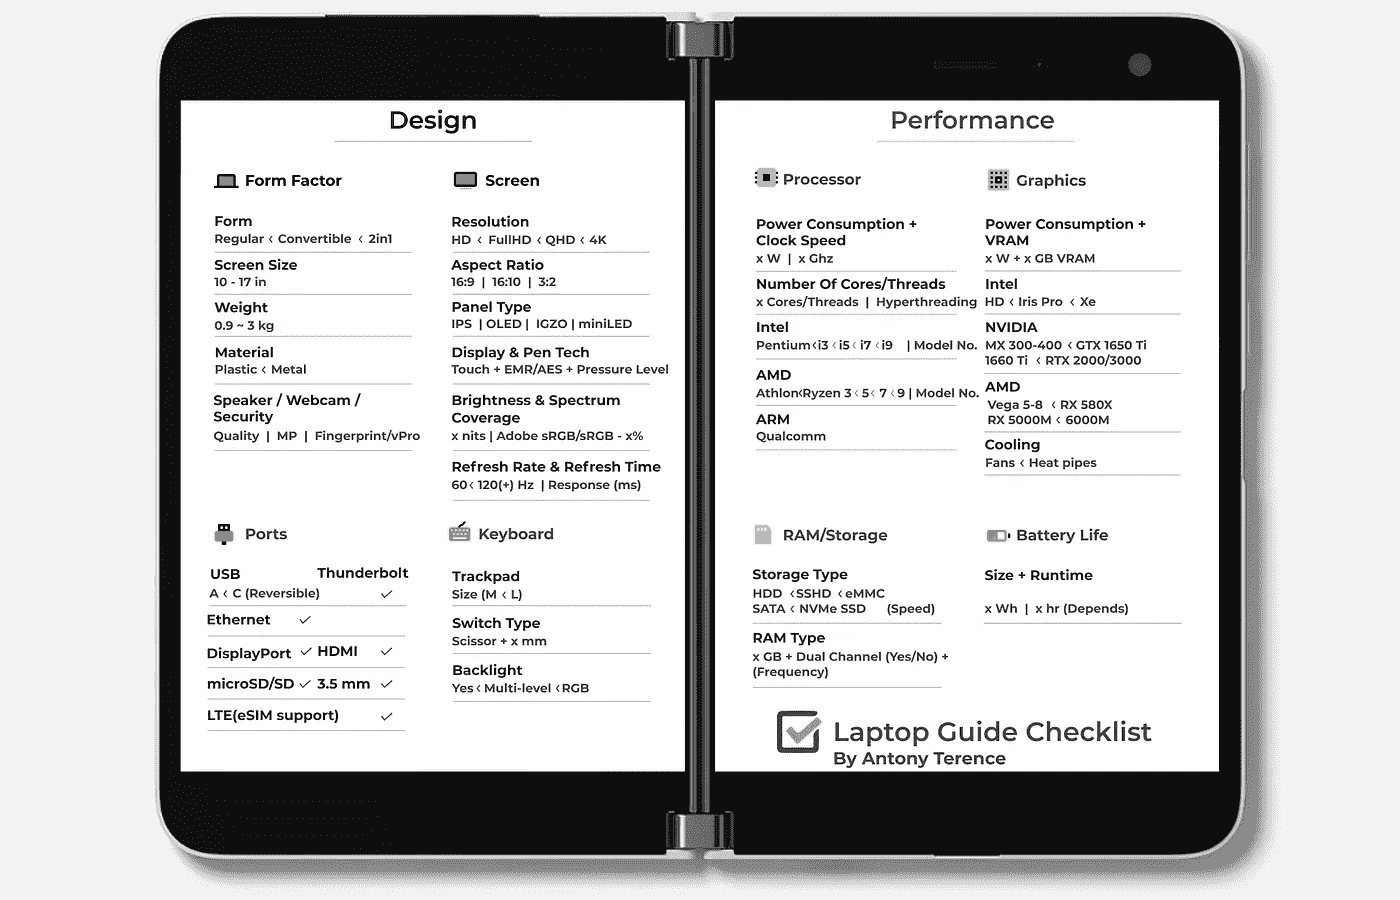 Design
Form Factor
Form
Regular ‹ Convertible ‹ 2in1
Screen Size
10 - 17 in
Weight
0.9 ~ 3 kg
Material
Plastic ‹ Metal
Speaker / Webcam /
Security
Quality | MP | Fingerprint/vPro
Screen
Resolution
HD ‹ FullHD ‹ QHD ‹ 4K
Aspect Ratio
16:9 | 16:10 | 3:2
Panel Type
IPS | OLED | IGZO | miniLED
Display & Pen Tech
Touch + EMR/AES + Pressure Level
Brightness & Spectrum
Coverage
x nits | Adobe sRGB/sRGB - x%
Refresh Rate & Refresh Time
60‹ 120(+) Hz | Response (ms)
Ports
USB Thunderbolt
A ‹ C (Reversible) ✓
Ethernet ✓
DisplayPort ✓ HDMI ✓
microSD/SD ✓ 3.5 mm ✓
LTE(eSIM support) ✓
Keyboard
Trackpad
Size (M ‹ L)
Switch Type
Scissor + x mm
Backlight
Yes ‹ Multi-level ‹RGB
Performance
Processor
Power Consumption +
Clock Speed
x W | x Ghz
Number Of Cores/Threads
x Cores/Threads | Hyperthreading
Intel
Pentium‹i3 ‹i5 ‹i7 ‹i9 | Model No.
AMD
Athlon‹Ryzen 3 ‹ 5‹ 7 ‹ 9 | Model No.
ARM
Qualcomm
Graphics
Power Consumption +
VRAM
x W + x GB VRAM
Intel
HD ‹ Iris Pro ‹ Xe
NVIDIA
MX 300-400 ‹ GTX 1650 Ti
1660 Ti ‹ RTX 2000/3000
AMD
Vega 5-8 ‹ RX 580X
RX 5000M ‹ 6000M
Cooling
Fans ‹ Heat pipes
RAM/Storage
Storage Type
HDD ‹SSHD ‹eMMC
SATA ‹ NVMe SSD (Speed)
RAM Type
x GB + Dual Channel (Yes/No) +
(Frequency)
Battery Life
Size + Runtime
x Wh | x hr (Depends)
Laptop Guide Checklist
By Antony Terence